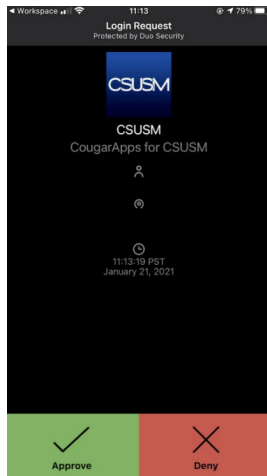 ◄ Workspace 11:13 79%
Login Request
Protected by Duo Security
CSUSM
CSUSM
CougarApps for CSUSM
11:13:19 PST
January 21, 2021
Approve
Deny